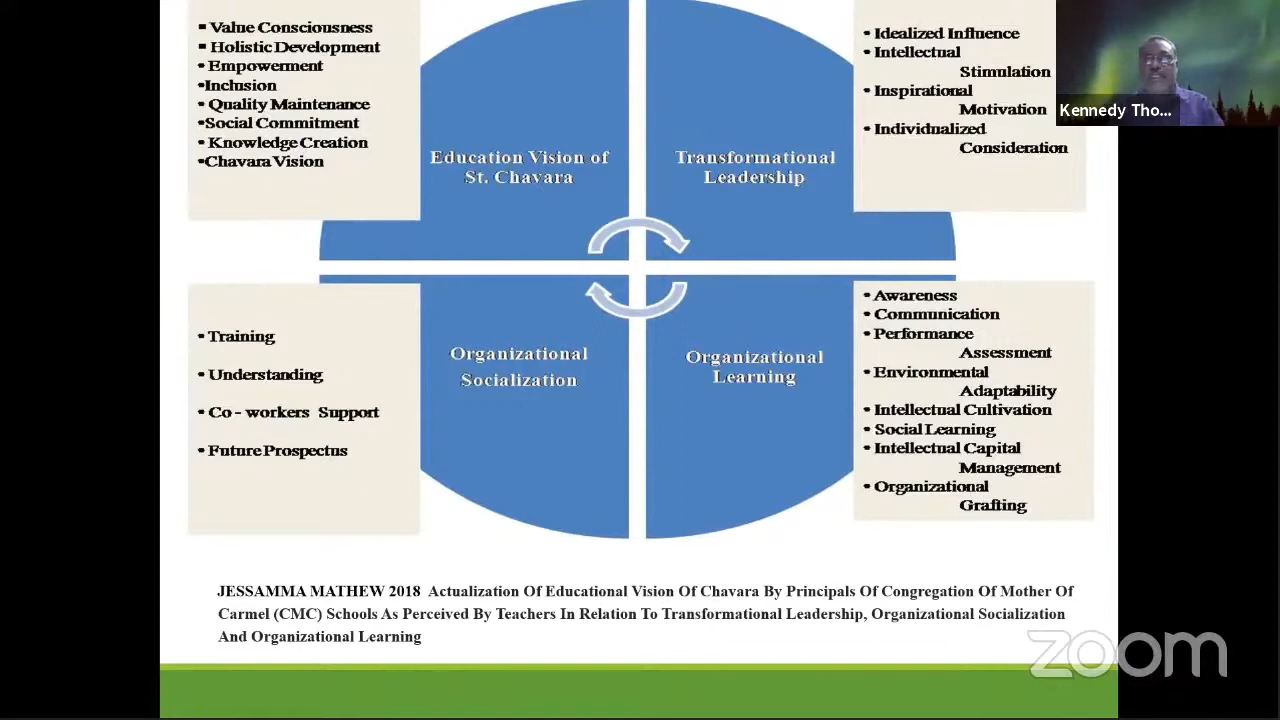 ▪ Value Consciousness
▪ Holistic Development
• Empowerment
•Inclusion
• Quality Maintenance
•Social Commitment
• Knowledge Creation
•Chavara Vision
Education Vision of
St. Chavara
Transformational
Leadership
• Idealized Influence
• Intellectual
Stimulation
• Inspirational
Motivation
• Individualized
Consideration
Kennedy Tho...
• Training
• Understanding
• Co - workers Support
• Future Prospectus
Organizational
Socialization
Organizational
Learning
• Awareness
• Communication
• Performance
Assessment
• Environmental
Adaptability
• Intellectual Cultivation
• Social Learning
• Intellectual Capital
Management
• Organizational
Grafting
JESSAMMA MATHEW 2018 Actualization Of Educational Vision Of Chavara By Principals Of Congregation Of Mother Of
Carmel (CMC) Schools As Perceived By Teachers In Relation To Transformational Leadership, Organizational Socialization
And Organizational Learning
zoom